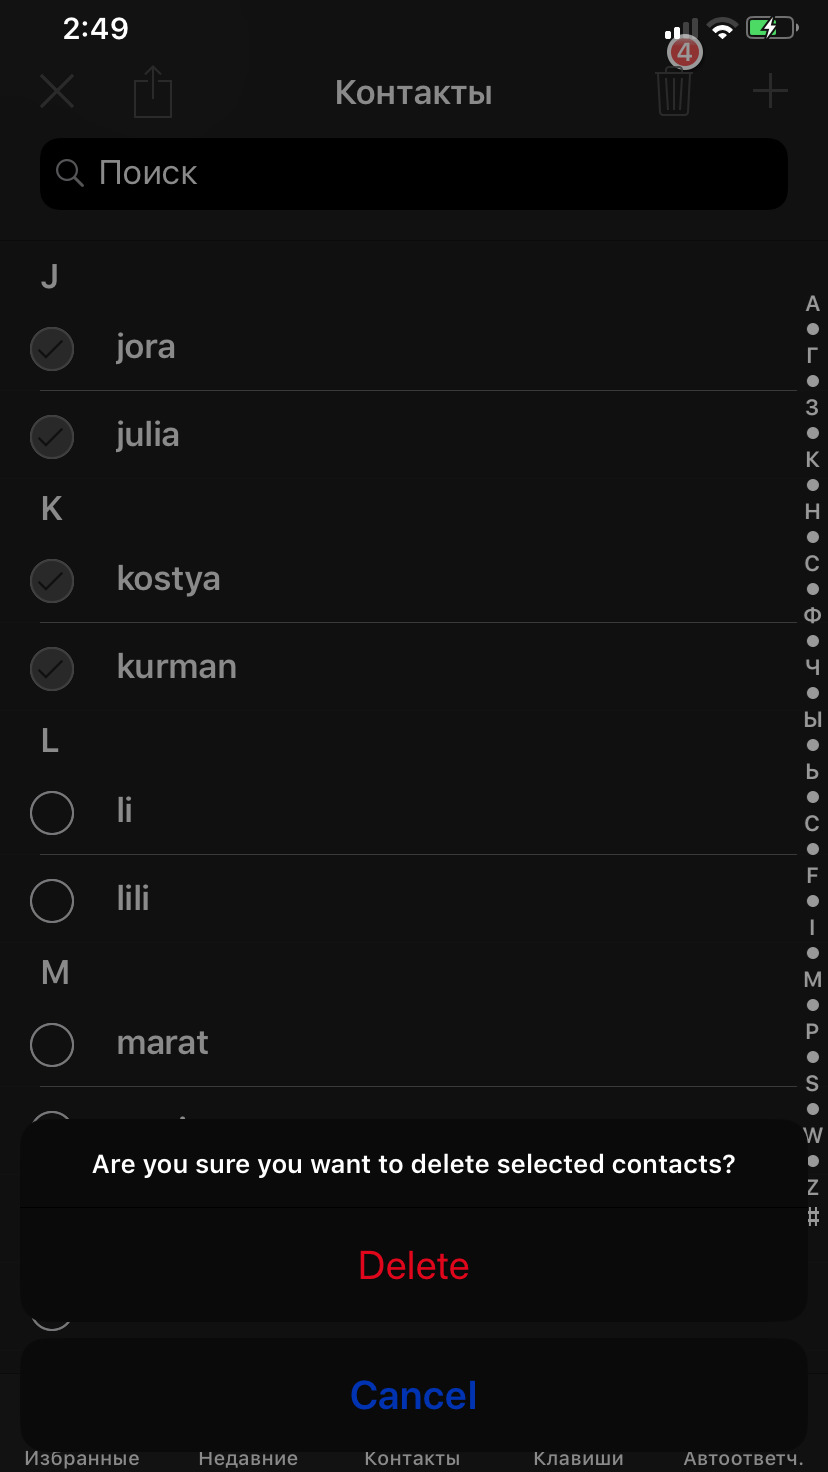 2:49
4
Контакты
Поиск
J
jora
julia
K
kostya
kurman
L
li
lili
M
marat
А
Г
З
К
Н
С
Ф
Ч
Ы
Ь
C
F
I
M
P
S
W
Z
#
Are you sure you want to delete selected contacts?
Delete
Cancel
Избранные Недавние Контакты Клавиши Автоответч.